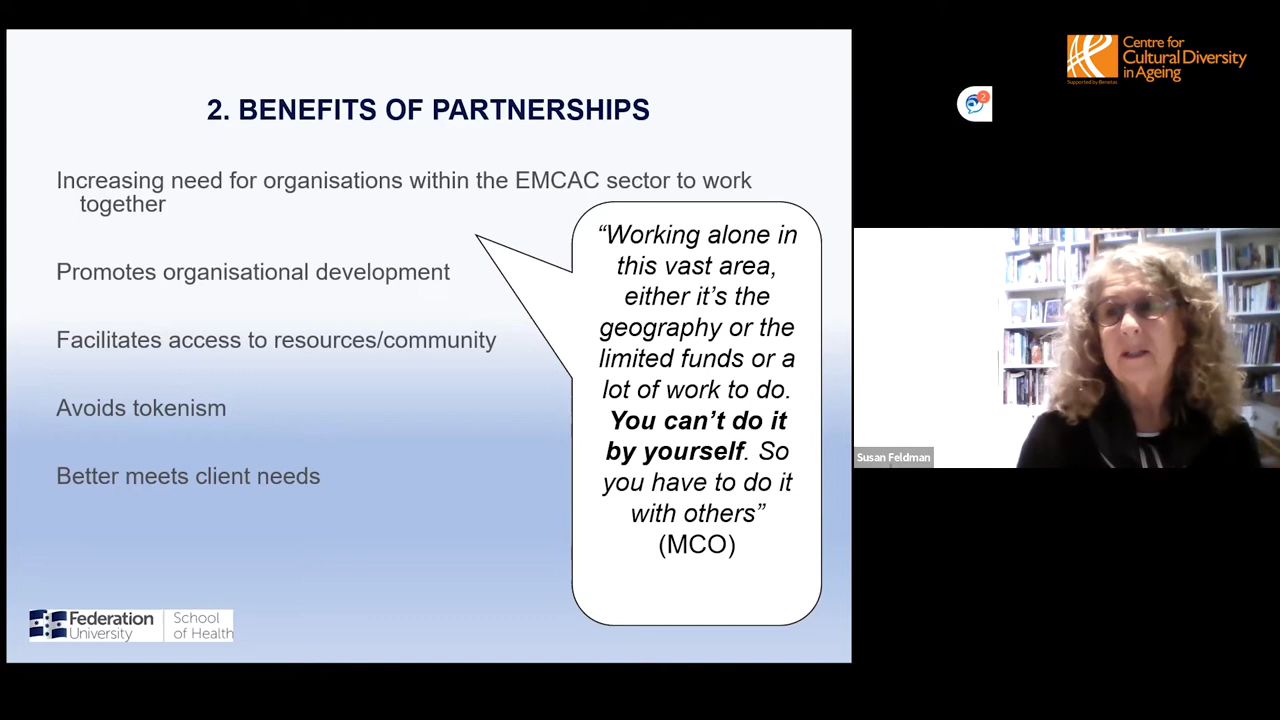 2. BENEFITS OF PARTNERSHIPS
Increasing need for organisations within the EMCAC sector to work
together
Promotes organisational development
Facilitates access to resources/community
Avoids tokenism
Better meets client needs
“Working alone in
this vast area,
either it’s the
geography or the
limited funds or a
lot of work to do.
You can’t do it
by yourself. So
you have to do it
with others”
(MCO)
Federation
University
School
of Health
Centre for
Cultural Diversity
in Ageing
Supported by Benetas
2
Susan Feldman